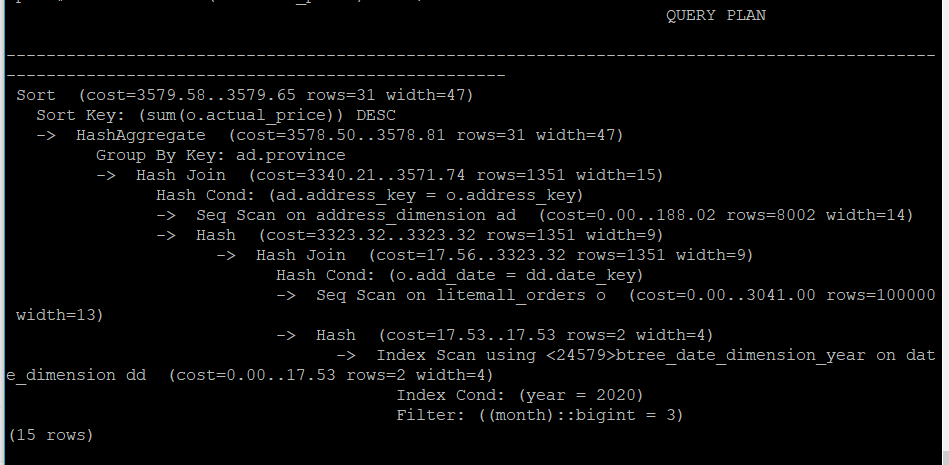 QUERY PLAN
-----------------------------------------------------------------------------------------------
--------------------------------------------------
Sort  (cost=3579.58..3579.65 rows=31 width=47)
  Sort Key: (sum(o.actual_price)) DESC
  ->  HashAggregate  (cost=3578.50..3578.81 rows=31 width=47)
        Group By Key: ad.province
        ->  Hash Join  (cost=3340.21..3571.74 rows=1351 width=15)
              Hash Cond: (ad.address_key = o.address_key)
              ->  Seq Scan on address_dimension ad  (cost=0.00..188.02 rows=8002 width=14)
              ->  Hash  (cost=3323.32..3323.32 rows=1351 width=9)
                    ->  Hash Join  (cost=17.56..3323.32 rows=1351 width=9)
                          Hash Cond: (o.add_date = dd.date_key)
                          ->  Seq Scan on litemall_orders o  (cost=0.00..3041.00 rows=100000
width=13)
                          ->  Hash  (cost=17.53..17.53 rows=2 width=4)
                                ->  Index Scan using <24579>btree_date_dimension_year on dat
e_dimension dd  (cost=0.00..17.53 rows=2 width=4)
                                      Index Cond: (year = 2020)
                                      Filter: ((month)::bigint = 3)
(15 rows)